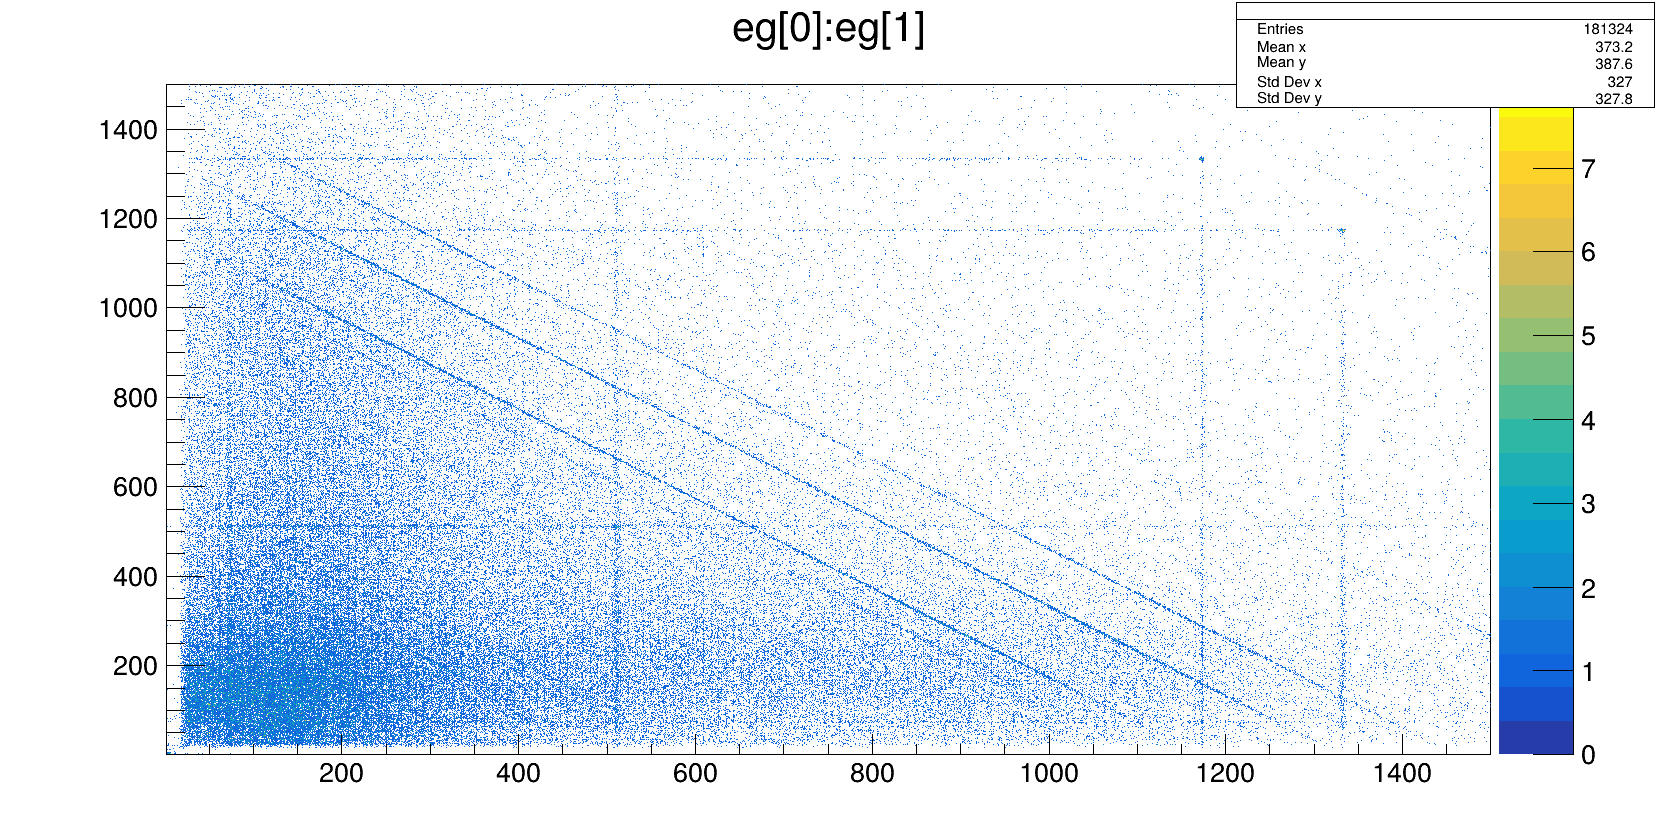 eg[0]:eg[1]
Entries 181324
Mean x 373.2
Mean y 387.6
Std Dev x 327
Std Dev y 327.8
1400
1200
1000
800
600
400
200
200 400 600 800 1000 1200 1400
7
6
5
4
3
2
1
0